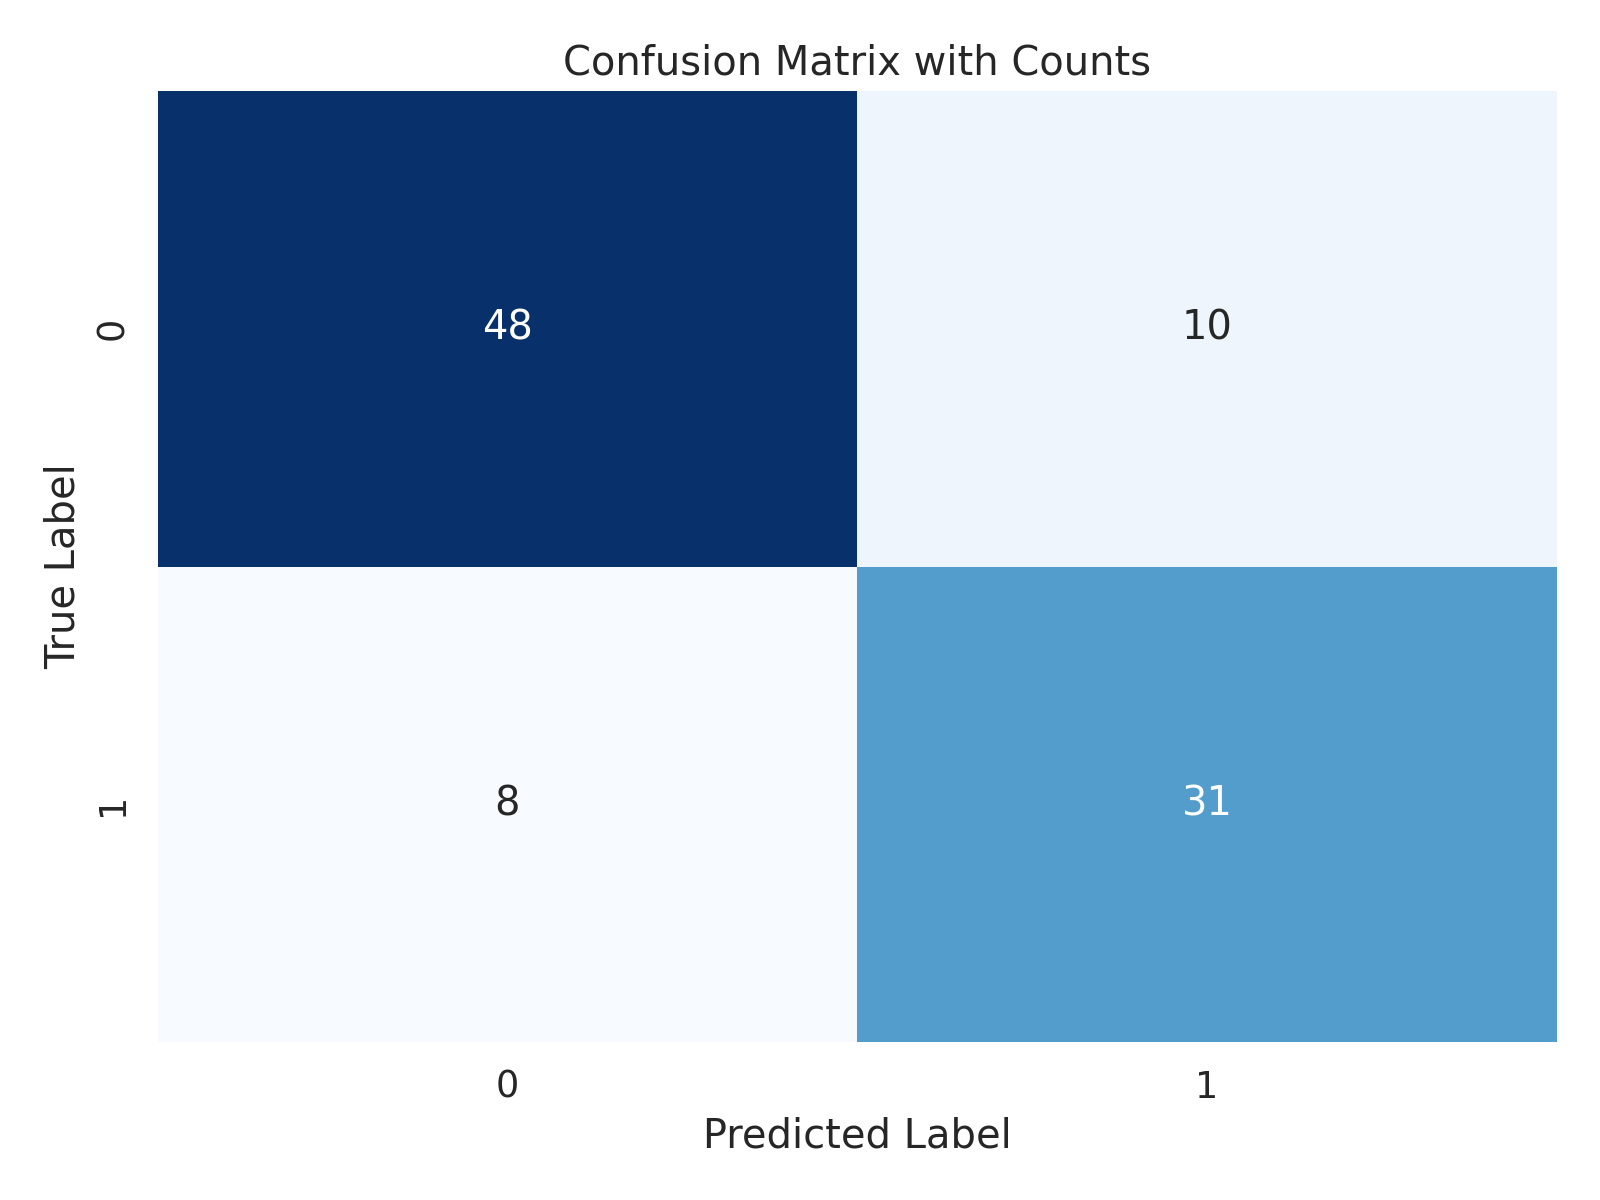 Confusion Matrix with Counts
48 10
0
True Label
8 31
1
0 1
Predicted Label